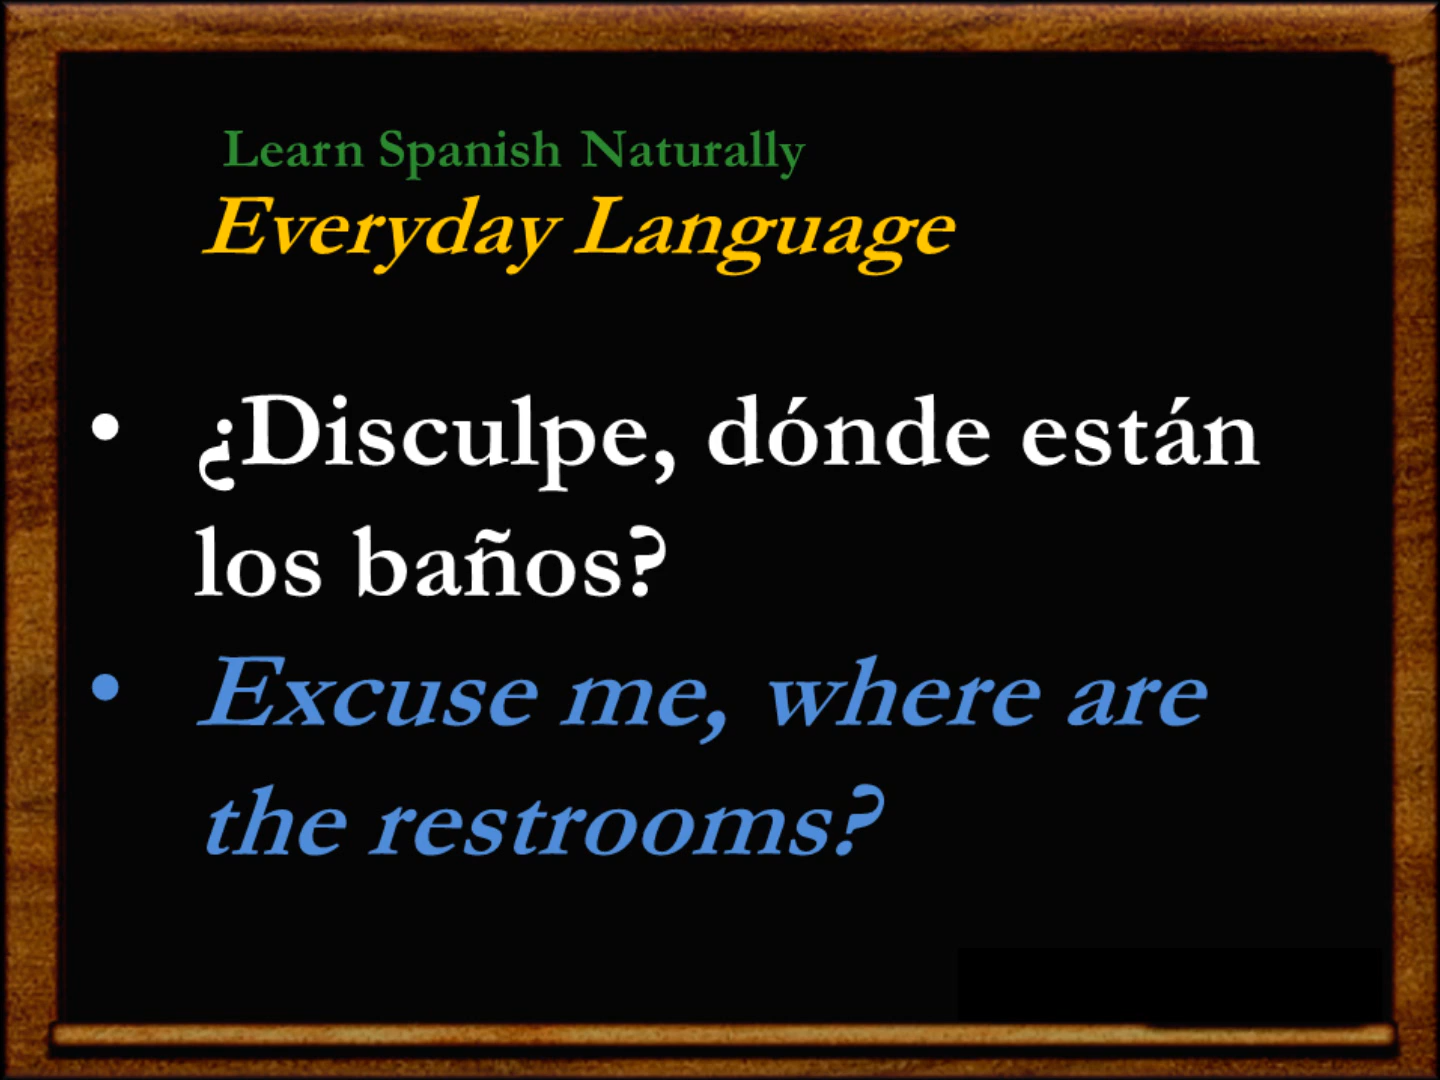 Learn Spanish Naturally
Everyday Language
• ¿Disculpe, dónde están
los baños?
• Excuse me, where are
the restrooms?